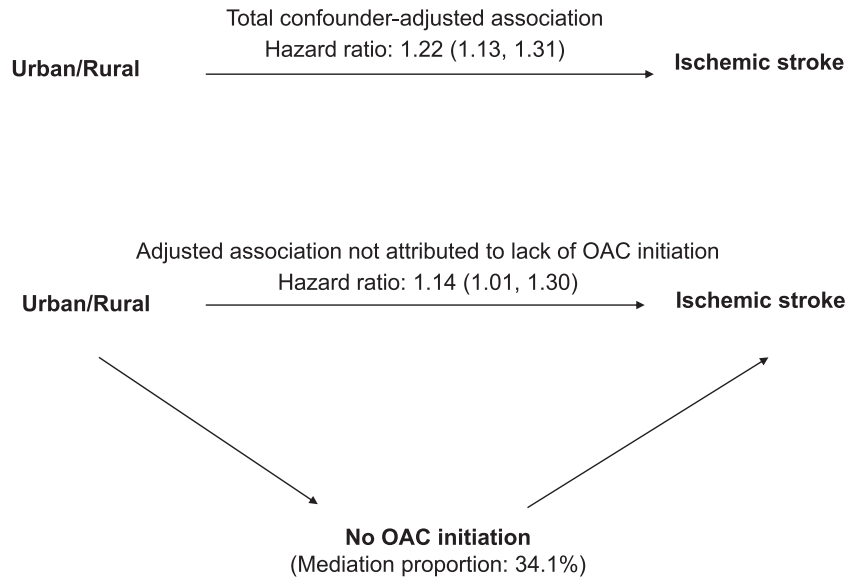 Total confounder-adjusted association
Hazard ratio: 1.22 (1.13, 1.31)
Urban/Rural
Ischemic stroke
Adjusted association not attributed to lack of OAC initiation
Hazard ratio: 1.14 (1.01, 1.30)
Urban/Rural
Ischemic stroke
No OAC initiation
(Mediation proportion: 34.1%)